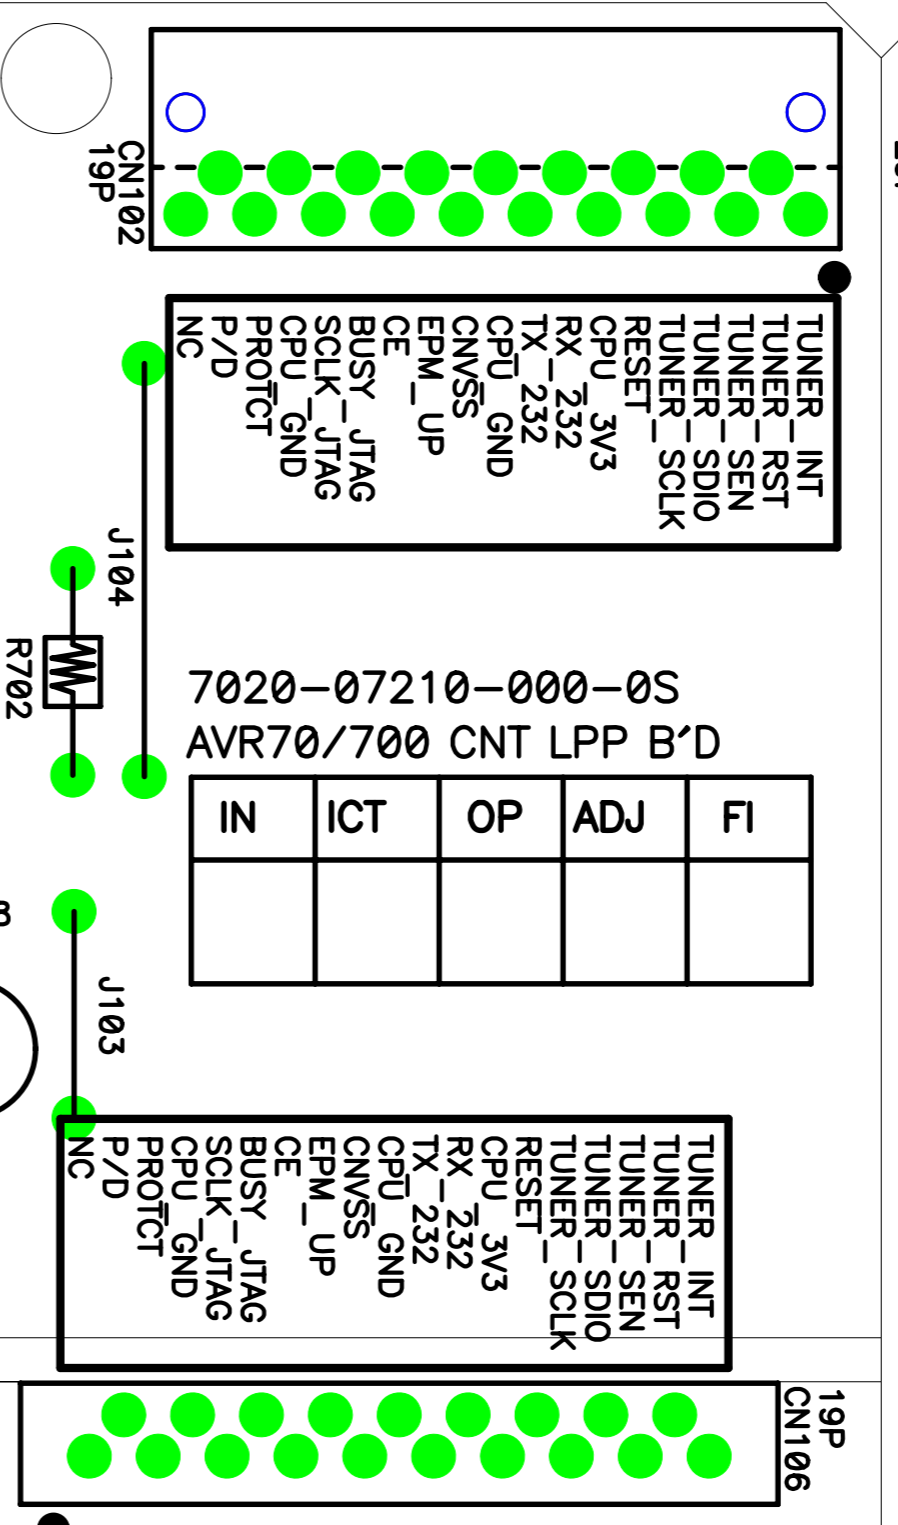 CN102
19P
TUNER_INT
TUNER_RST
TUNER_SEN
TUNER_SDIO
TUNER_SCLK
RESET
CPU_3V3
RX_232
TX_232
CPU_GND
CNVSS
EPM_UP
CE
BUSY_JTAG
SCLK_JTAG
CPU_GND
PROTCT
P/D
NC
J104
R702
7020-07210-000-0S
AVR70/700 CNT LPP B'D
IN ICT OP ADJ FI
J103
TUNER_INT
TUNER_RST
TUNER_SEN
TUNER_SDIO
TUNER_SCLK
RESET
CPU_3V3
RX_232
TX_232
CPU_GND
CNVSS
EPM_UP
CE
BUSY_JTAG
SCLK_JTAG
CPU_GND
PROTCT
P/D
NC
19P
CN106